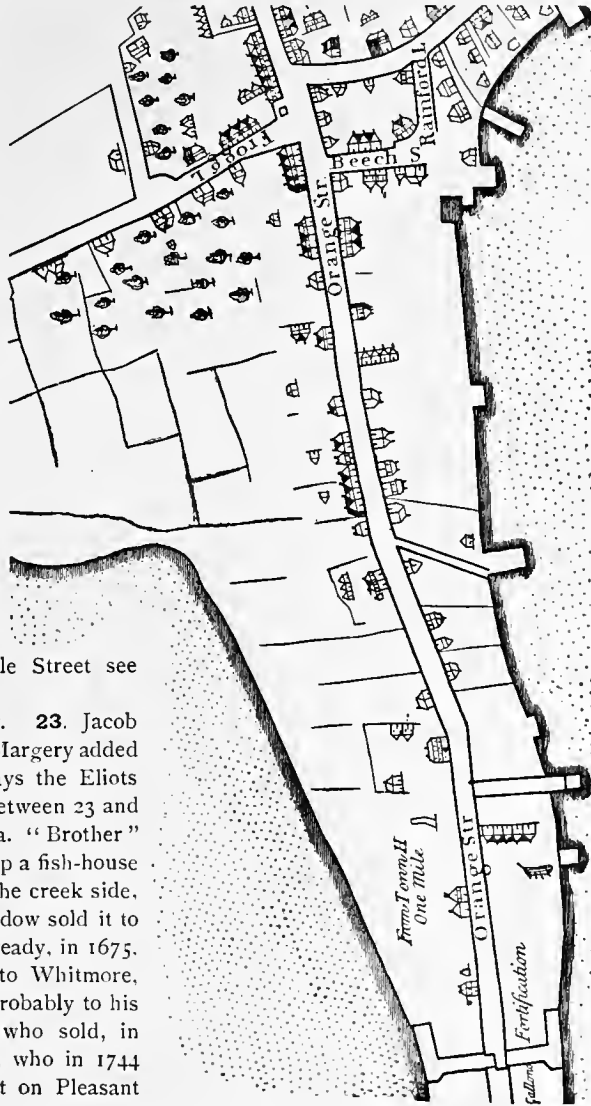 Frogg L.
Beech S
Rainford L
Orange Str.
le Street see
. 23. Jacob
Margery added
ys the Eliots
etween 23 and
a. “ Brother ”
p a fish-house
he creek side,
dow sold it to
eady, in 1675.
to Whitmore,
robably to his
who sold, in
who in 1744
t on Pleasant
From Town H
One Mile
Orange Str
Fortification